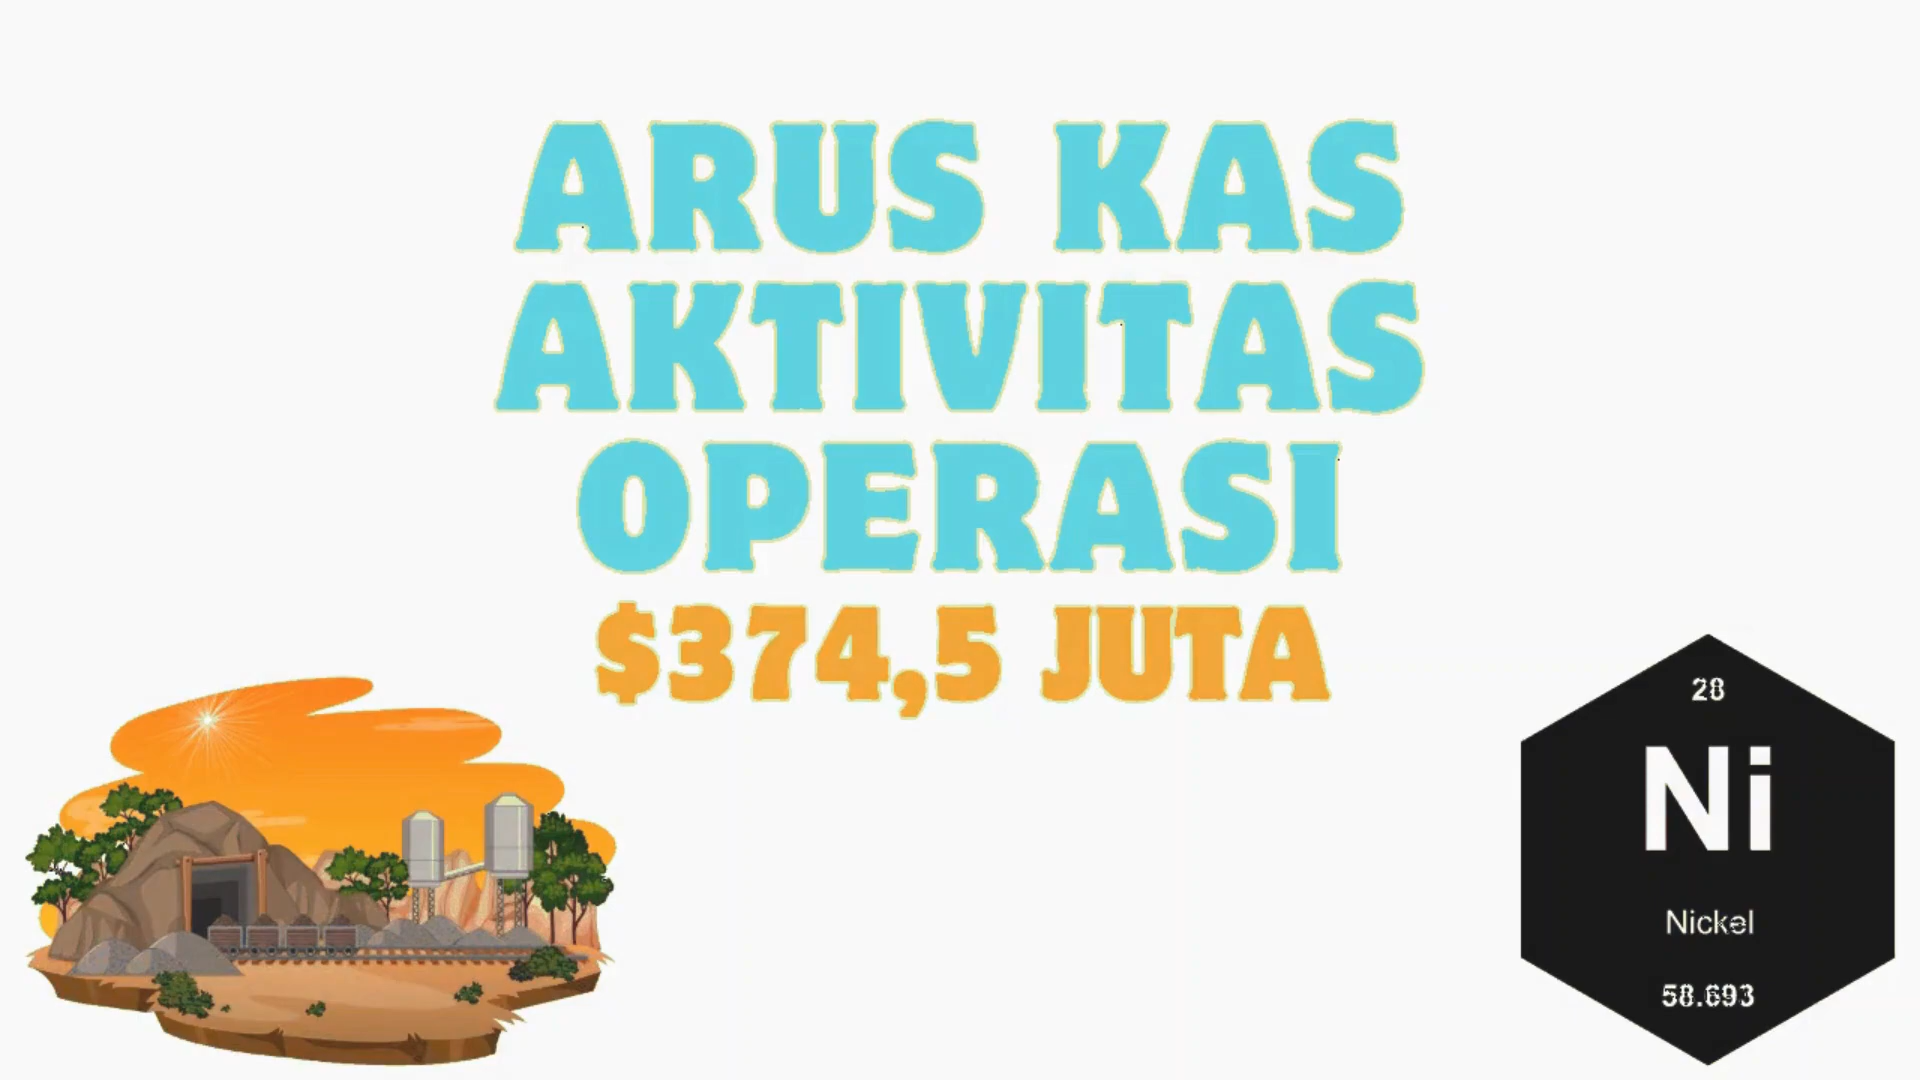 ARUS KAS
AKTIVITAS
OPERASI
$374,5 JUTA
28
Ni
Nickel
58.693